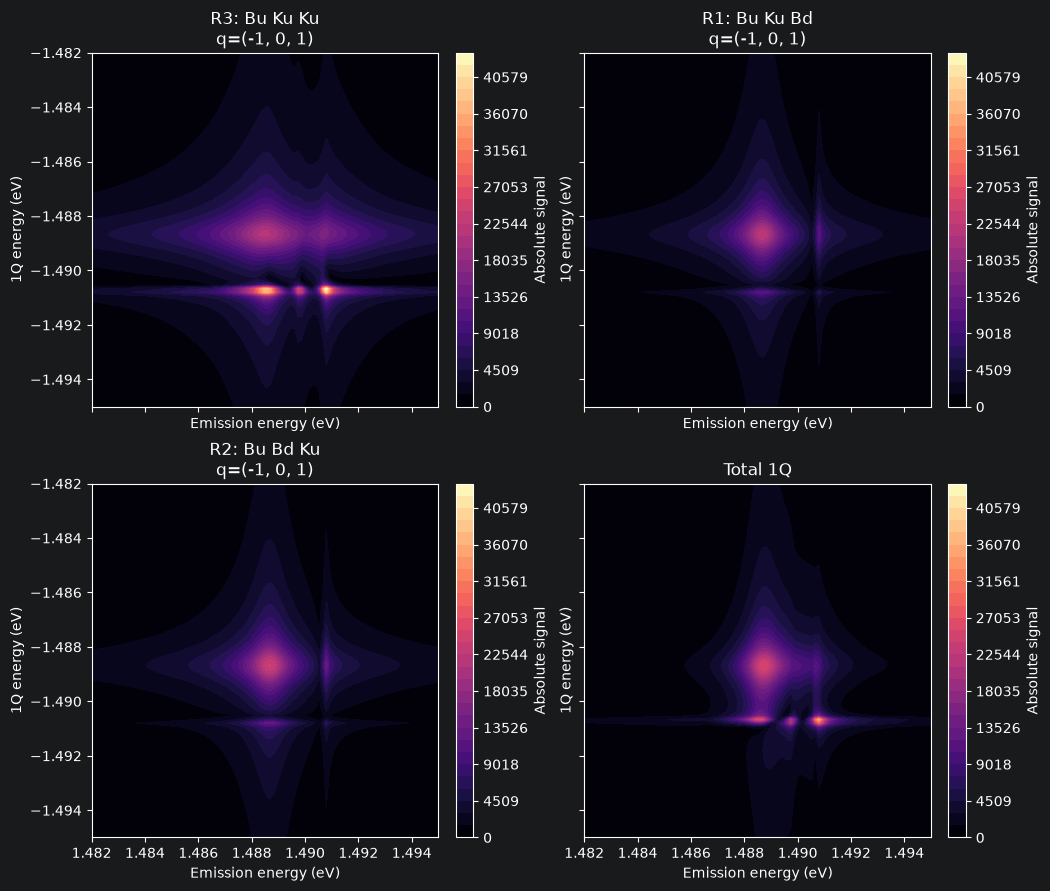 R3: Bu Ku Ku
q=(-1, 0, 1)
R1: Bu Ku Bd
q=(-1, 0, 1)
−1.482
−1.484
−1.486
−1.488
−1.490
−1.492
−1.494
1Q energy (eV)
Emission energy (eV)
40579
36070
31561
27053
22544
18035
13526
9018
4509
0
Absolute signal
1Q energy (eV)
Emission energy (eV)
40579
36070
31561
27053
22544
18035
13526
9018
4509
0
Absolute signal
R2: Bu Bd Ku
q=(-1, 0, 1)
Total 1Q
−1.482
−1.484
−1.486
−1.488
−1.490
−1.492
−1.494
1Q energy (eV)
1.482 1.484 1.486 1.488 1.490 1.492 1.494
Emission energy (eV)
40579
36070
31561
27053
22544
18035
13526
9018
4509
0
Absolute signal
1Q energy (eV)
1.482 1.484 1.486 1.488 1.490 1.492 1.494
Emission energy (eV)
40579
36070
31561
27053
22544
18035
13526
9018
4509
0
Absolute signal